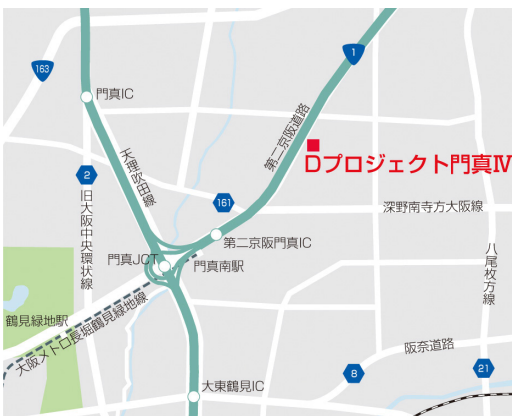 163
1
門真IC
第二京阪道路
天理吹田線
Dプロジェクト門真Ⅳ
2
161
旧大阪中央環状線
深野南寺方大阪線
第二京阪門真IC
八尾枚方線
門真JCT
門真南駅
鶴見緑地駅
大阪メトロ長堀鶴見緑地線
阪奈道路
8
21
大東鶴見IC